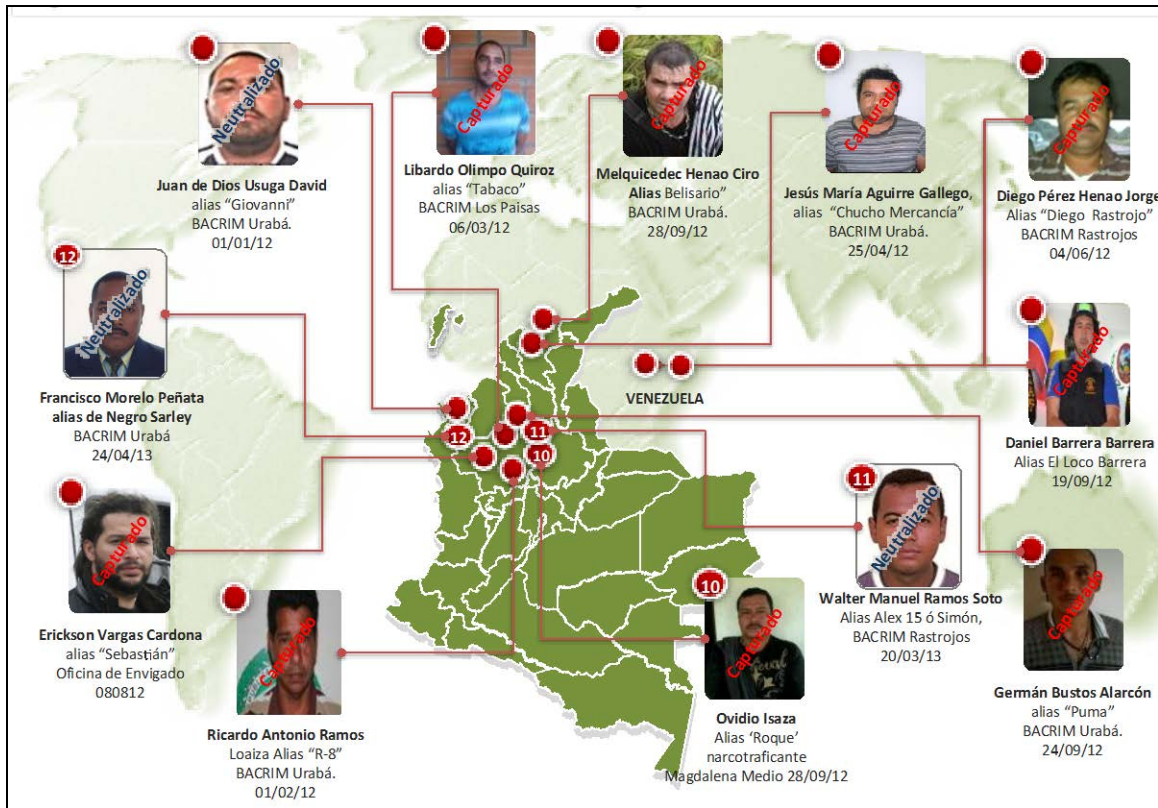 Neutralizado
Juan de Dios Usuga David
alias “Giovanni”
BACRIM Urabá.
01/01/12
Capturado
Libardo Olimpo Quiroz
alias “Tabaco”
BACRIM Los Paisas
06/03/12
Capturado
Melquicedec Henao Ciro
Alias Belisario”
BACRIM Urabá.
28/09/12
Capturado
Jesús María Aguirre Gallego,
alias “Chucho Mercancía”
BACRIM Urabá.
25/04/12
Capturado
Diego Pérez Henao Jorge
Alias “Diego Rastrojo”
BACRIM Rastrojos
04/06/12
12
Neutralizado
Francisco Morelo Peñata
alias de Negro Sarley
BACRIM Urabá
24/04/13
VENEZUELA
12
11
10
Capturado
Daniel Barrera Barrera
Alias El Loco Barrera
19/09/12
Capturado
Erickson Vargas Cardona
alias “Sebastián”
Oficina de Envigado
080812
Capturado
Ricardo Antonio Ramos
Loaiza Alias “R-8”
BACRIM Urabá.
01/02/12
10
Capturado
Ovidio Isaza
Alias ‘Roque’
narcotraficante
Magdalena Medio 28/09/12
11
Neutralizado
Walter Manuel Ramos Soto
Alias Alex 15 ó Simón,
BACRIM Rastrojos
20/03/13
Capturado
Germán Bustos Alarcón
alias “Puma”
BACRIM Urabá.
24/09/12